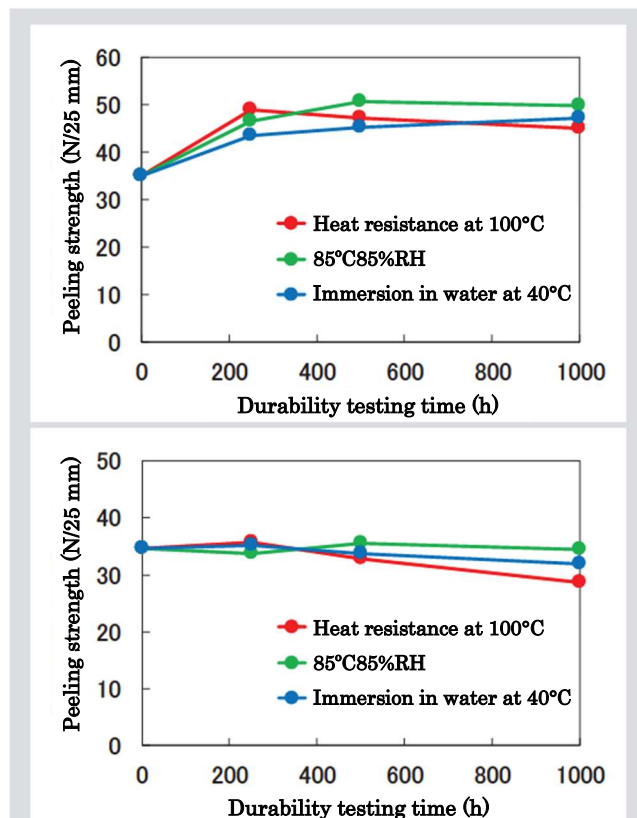 Peeling strength (N/25 mm)
60
50
40
30
20
10
0
Heat resistance at 100°C
85°C85%RH
Immersion in water at 40°C
0 200 400 600 800 1000
Durability testing time (h)
Peeling strength (N/25 mm)
50
40
30
20
10
0
Heat resistance at 100°C
85°C85%RH
Immersion in water at 40°C
0 200 400 600 800 1000
Durability testing time (h)